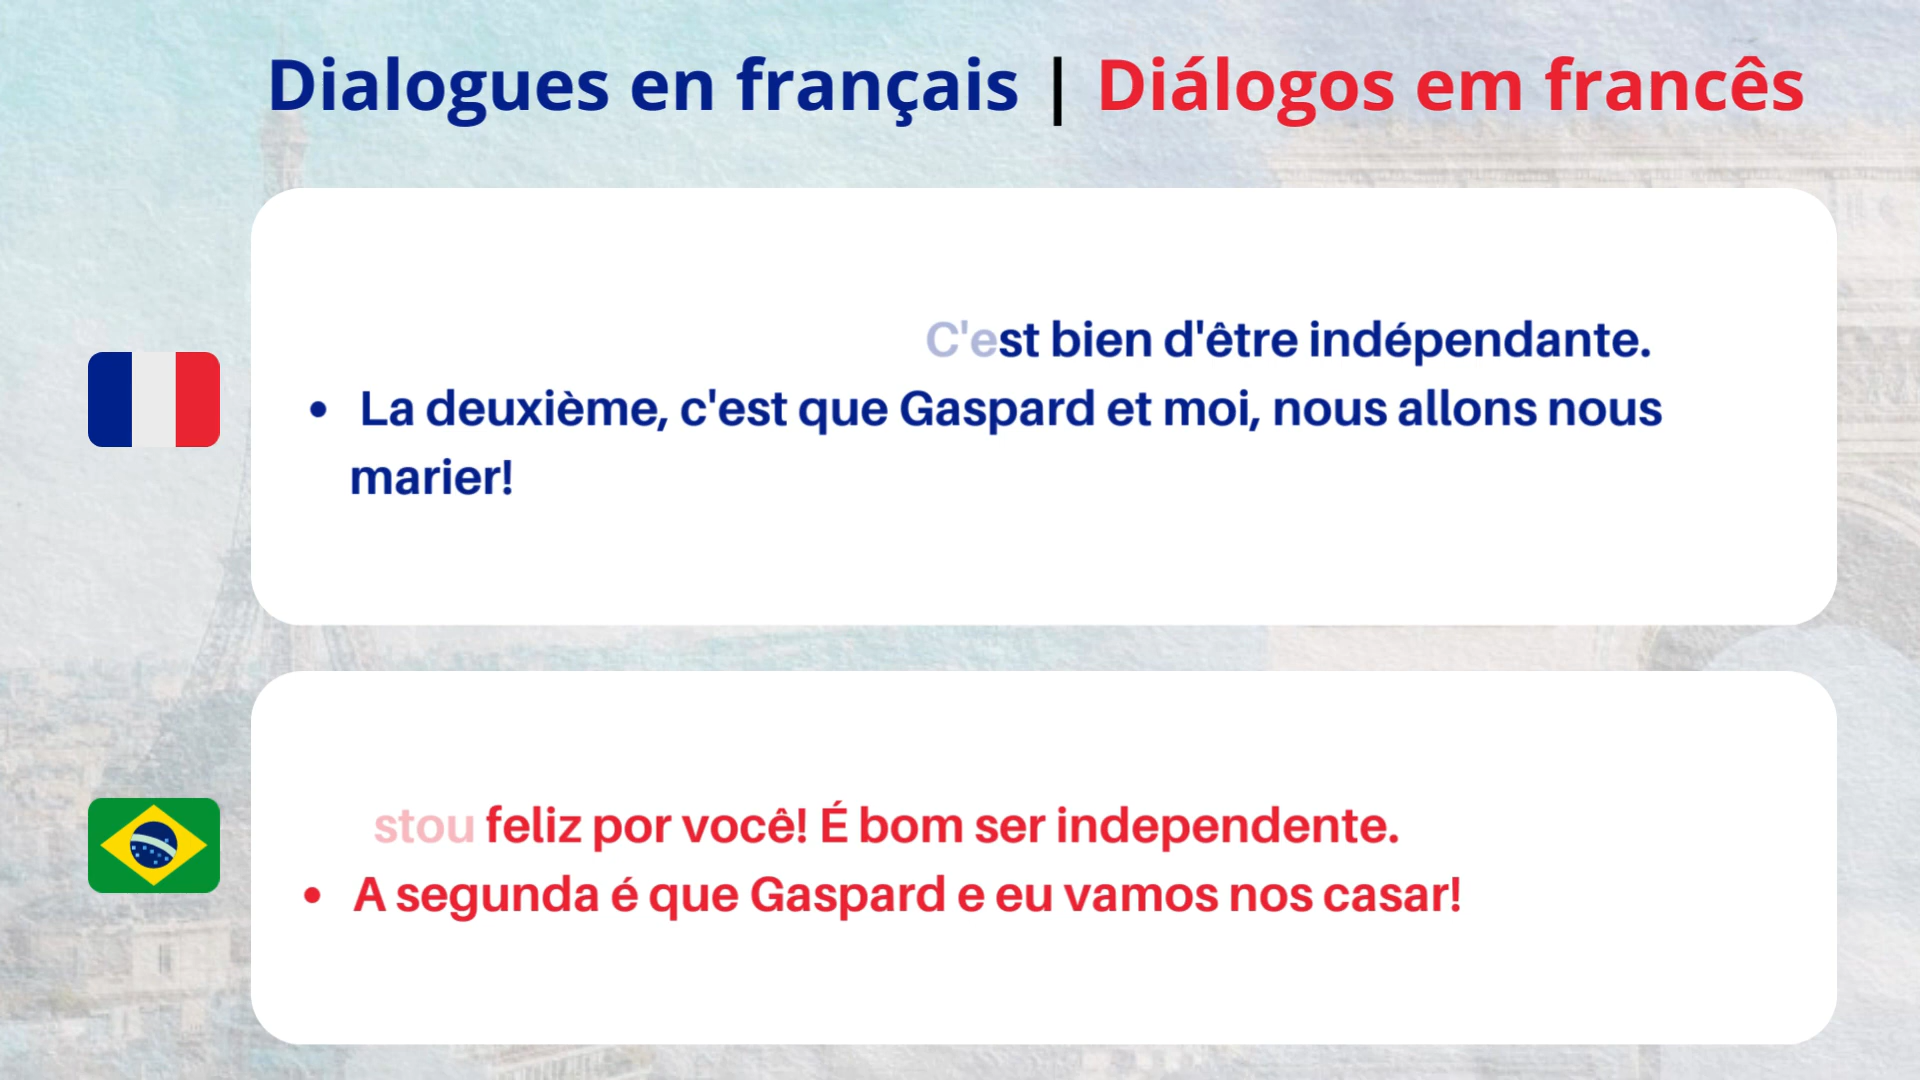 Dialogues en français | Diálogos em francês
C'est bien d'être indépendante.
• La deuxième, c'est que Gaspard et moi, nous allons nous
marier!
stou feliz por você! É bom ser independente.
• A segunda é que Gaspard e eu vamos nos casar!